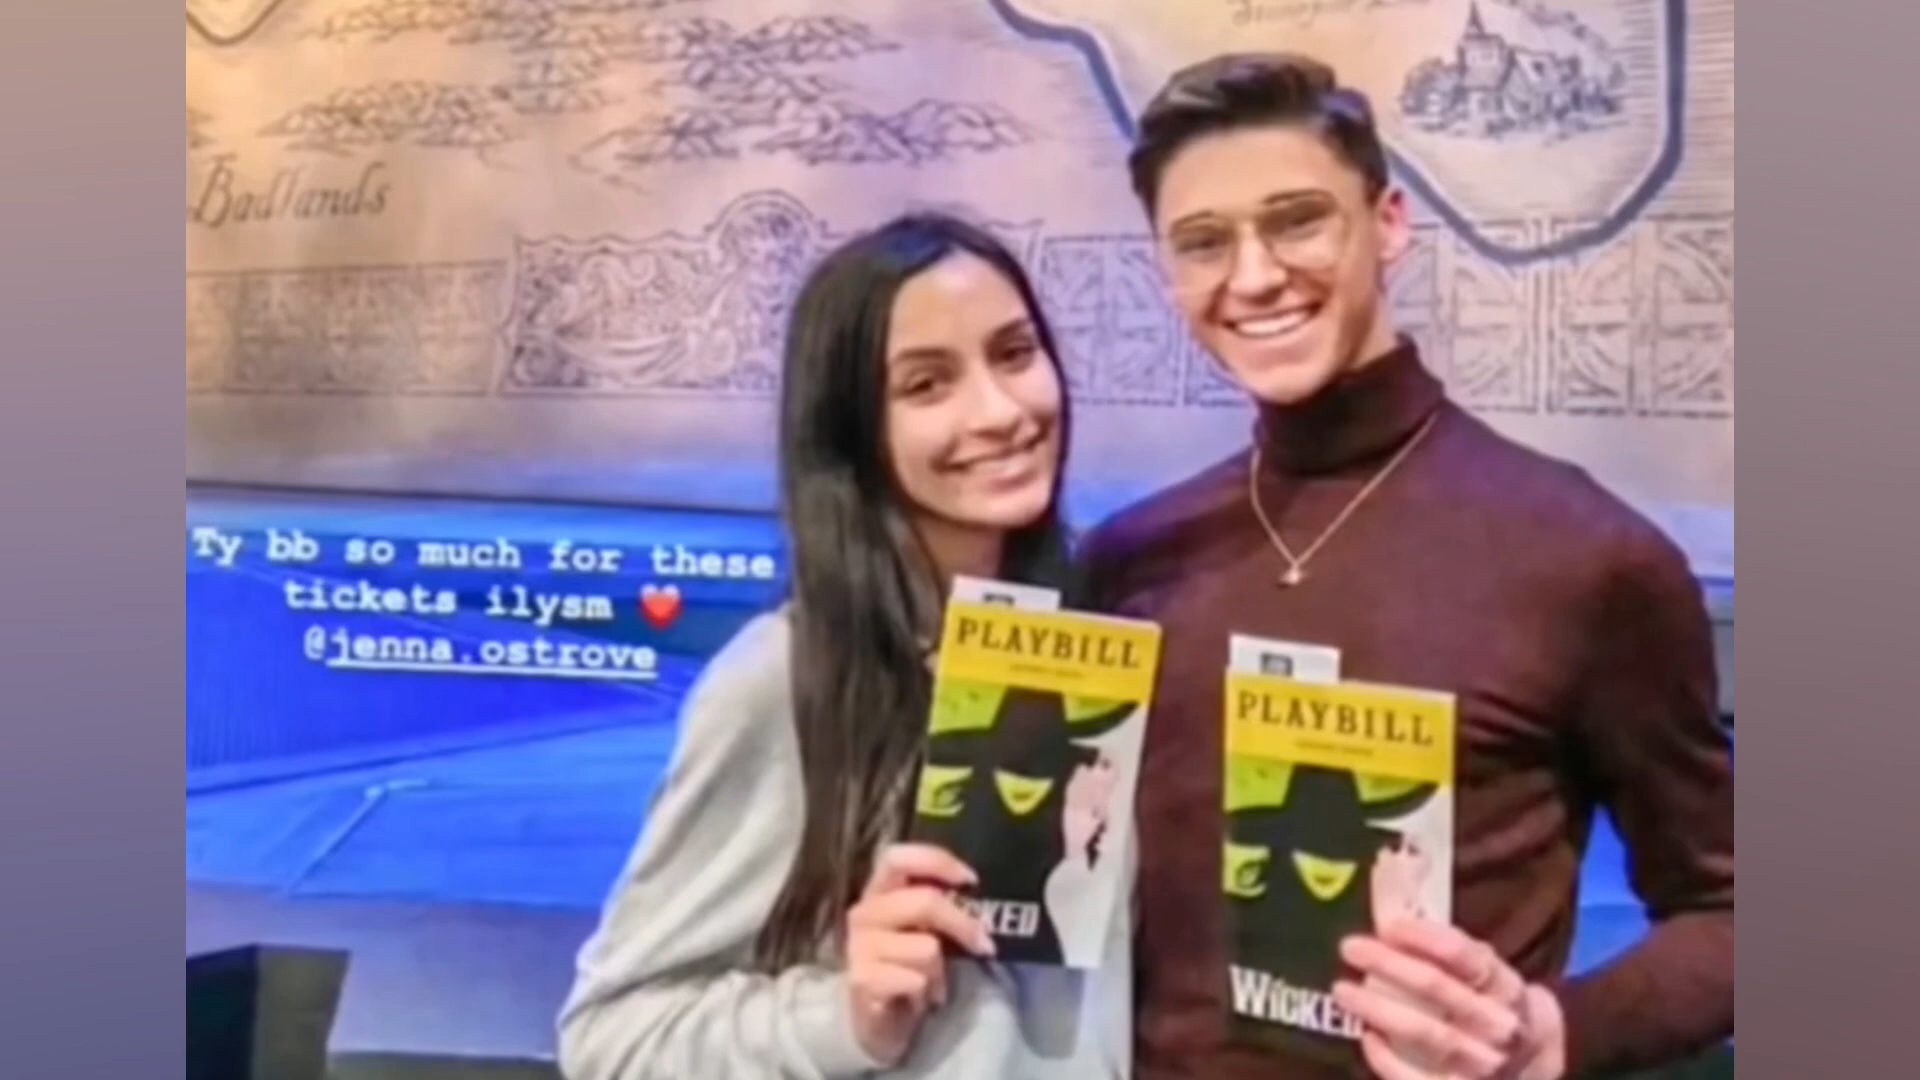 Badlands
Ty bb so much for these
tickets ilysm ❤️
@jenna.ostrove
PLAYBILL
WICKED
PLAYBILL
WICKED